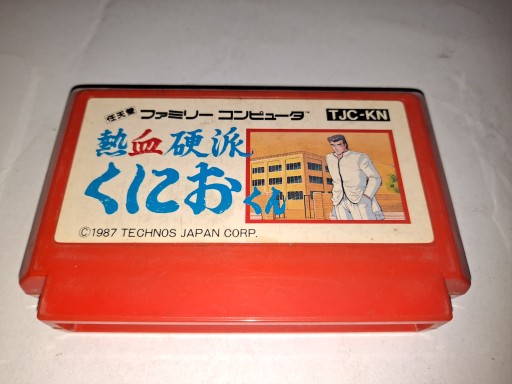 任天堂 ファミリー コンピュータ TJC-KN
熱血硬派
くにおくん
©1987 TECHNOS JAPAN CORP.